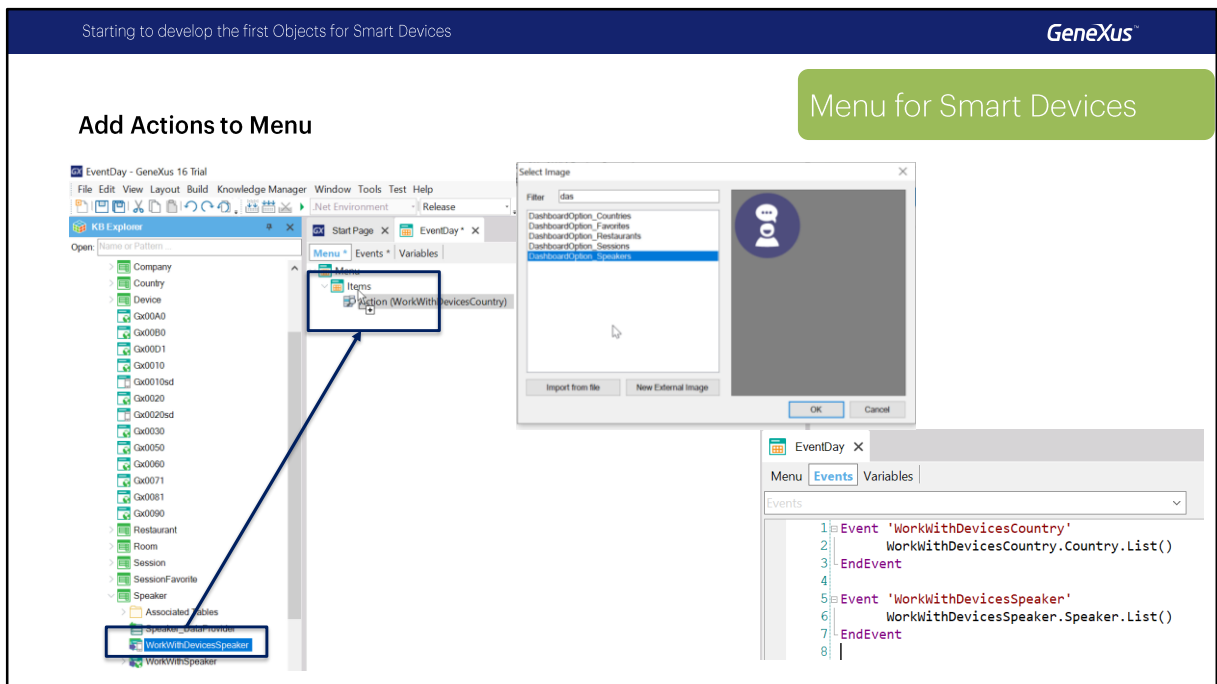 Starting to develop the first Objects for Smart Devices
GeneXus™
Menu for Smart Devices
Add Actions to Menu
GX EventDay - GeneXus 16 Trial
File Edit View Layout Build Knowledge Manager Window Tools Test Help
.Net Environment Release
KB Explorer
Open: Name or Pattern ...
Company
Country
Device
Gx00A0
Gx00B0
Gx00D1
Gx0010
Gx0010sd
Gx0020
Gx0020sd
Gx0030
Gx0050
Gx0060
Gx0071
Gx0081
Gx0090
Restaurant
Room
Session
SessionFavorite
Speaker
Associated Tables
Speaker_DataProvider
WorkWithDevicesSpeaker
WorkWithSpeaker
GX Start Page X EventDay * X
Menu * Events * Variables
Menu
Items
Action (WorkWithDevicesCountry)
Select Image
Filter das
DashboardOption_Countries
DashboardOption_Favorites
DashboardOption_Restaurants
DashboardOption_Sessions
DashboardOption_Speakers
Import from file New External Image
OK Cancel
EventDay X
Menu Events Variables
Events
1 Event 'WorkWithDevicesCountry'
2 WorkWithDevicesCountry.Country.List()
3 EndEvent
4
5 Event 'WorkWithDevicesSpeaker'
6 WorkWithDevicesSpeaker.Speaker.List()
7 EndEvent
8